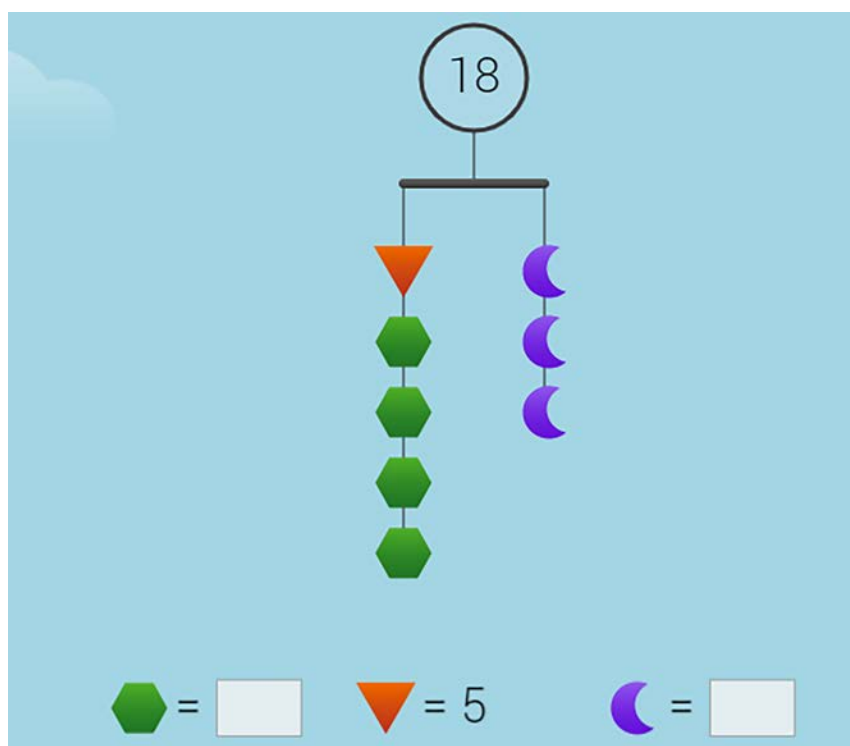 18
= = 5 =